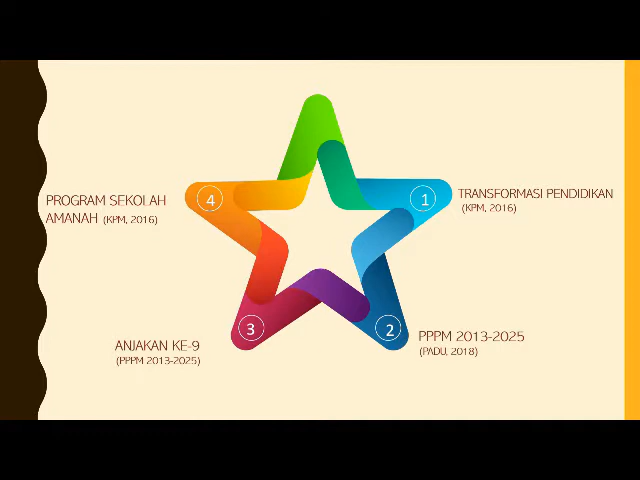 4
PROGRAM SEKOLAH
AMANAH (KPM, 2016)
1
TRANSFORMASI PENDIDIKAN
(KPM, 2016)
3
ANJAKAN KE-9
(PPPM 2013-2025)
2
PPPM 2013-2025
(PADU, 2018)